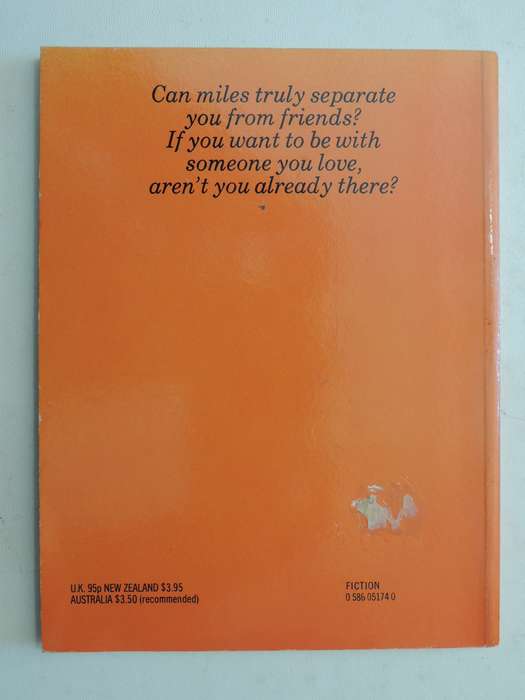 Can miles truly separate
you from friends?
If you want to be with
someone you love,
aren't you already there?
U.K. 95p NEW ZEALAND $3.95
AUSTRALIA $3.50 (recommended)
FICTION
0 586 05174 0